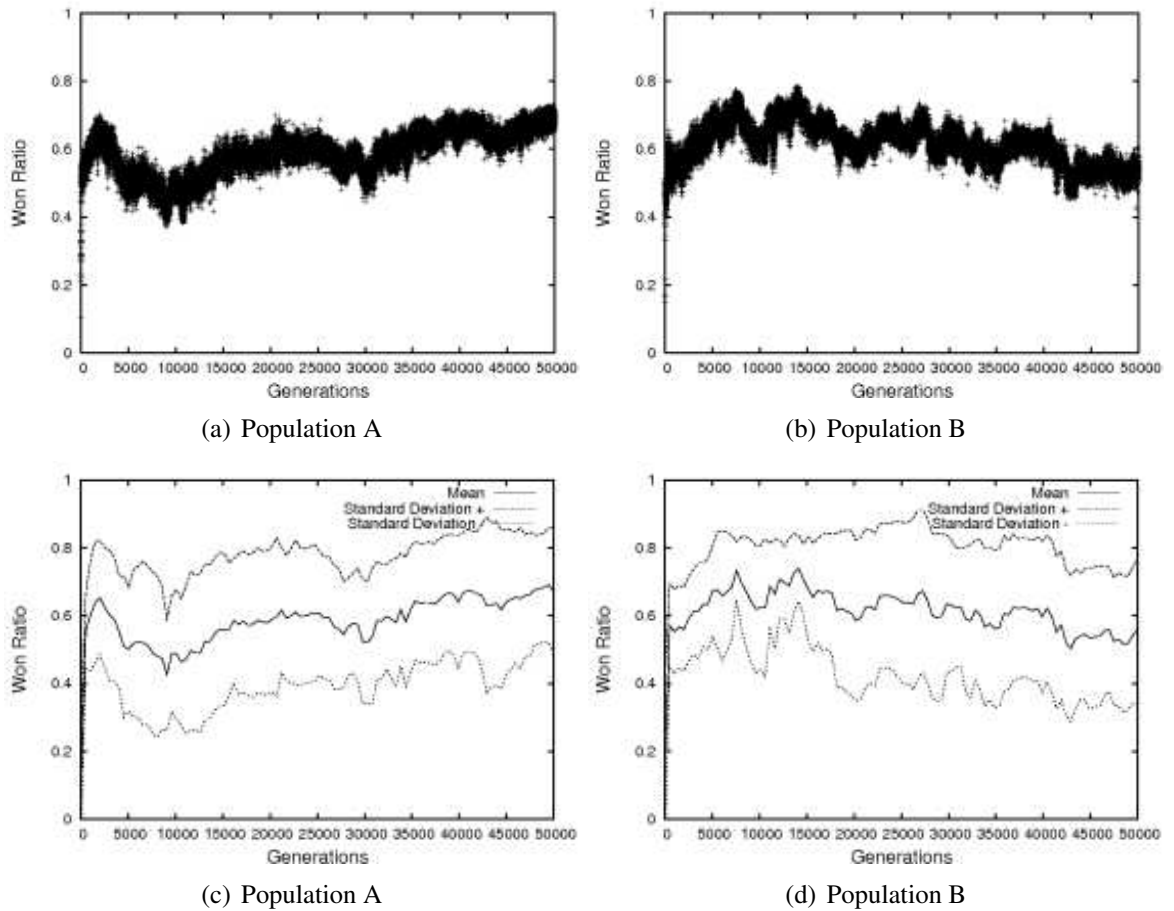 1
0.8
0.6
0.4
0.2
0
Won Ratio
0 5000 10000 15000 20000 25000 30000 35000 40000 45000 50000
Generations
(a) Population A
1
0.8
0.6
0.4
0.2
0
Won Ratio
0 5000 10000 15000 20000 25000 30000 35000 40000 45000 50000
Generations
(b) Population B
1
0.8
0.6
0.4
0.2
0
Won Ratio
Mean
Standard Deviation +
Standard Deviation -
0 5000 10000 15000 20000 25000 30000 35000 40000 45000 50000
Generations
(c) Population A
1
0.8
0.6
0.4
0.2
0
Won Ratio
Mean
Standard Deviation +
Standard Deviation -
0 5000 10000 15000 20000 25000 30000 35000 40000 45000 50000
Generations
(d) Population B